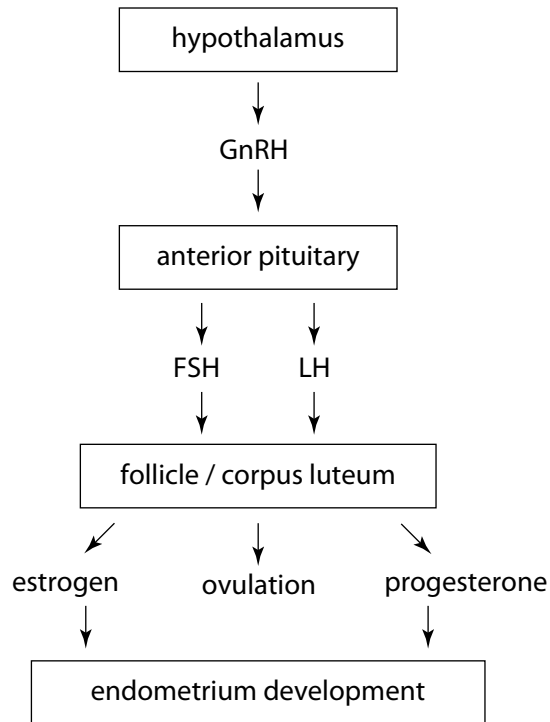 hypothalamus
GnRH
anterior pituitary
FSH LH
follicle / corpus luteum
estrogen ovulation progesterone
endometrium development